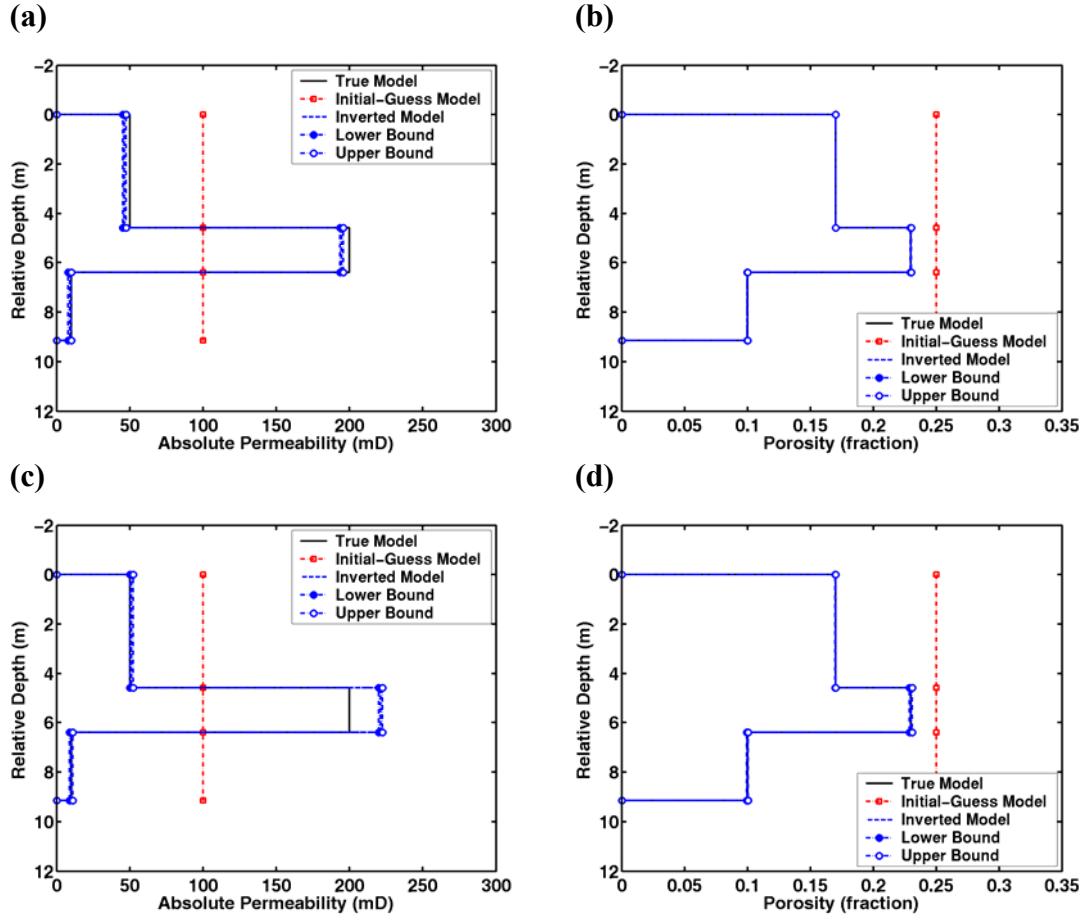 (a)
−2
0
2
4
6
8
10
12
Relative Depth (m)
0 50 100 150 200 250 300
Absolute Permeability (mD)
True Model
Initial−Guess Model
Inverted Model
Lower Bound
Upper Bound
(b)
−2
0
2
4
6
8
10
12
Relative Depth (m)
0 0.05 0.1 0.15 0.2 0.25 0.3 0.35
Porosity (fraction)
True Model
Initial−Guess Model
Inverted Model
Lower Bound
Upper Bound
(c)
−2
0
2
4
6
8
10
12
Relative Depth (m)
0 50 100 150 200 250 300
Absolute Permeability (mD)
True Model
Initial−Guess Model
Inverted Model
Lower Bound
Upper Bound
(d)
−2
0
2
4
6
8
10
12
Relative Depth (m)
0 0.05 0.1 0.15 0.2 0.25 0.3 0.35
Porosity (fraction)
True Model
Initial−Guess Model
Inverted Model
Lower Bound
Upper Bound